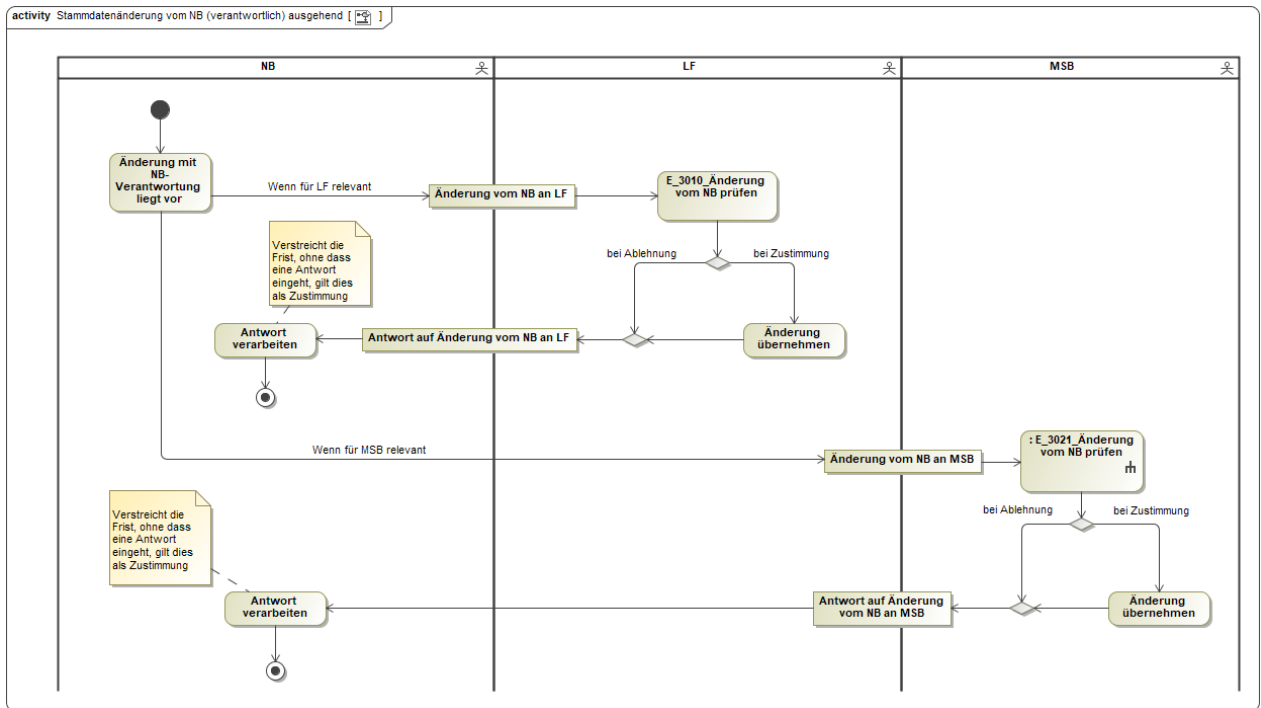 activity Stammdatenänderung vom NB (verantwortlich) ausgehend [ ]
NB
LF
MSB
Änderung mit
NB-
Verantwortung
liegt vor
Wenn für LF relevant
Änderung vom NB an LF
E_3010_Änderung
vom NB prüfen
Verstreicht die
Frist, ohne dass
eine Antwort
eingeht, gilt dies
als Zustimmung
bei Ablehnung
bei Zustimmung
Antwort
verarbeiten
Antwort auf Änderung vom NB an LF
Änderung
übernehmen
Wenn für MSB relevant
Änderung vom NB an MSB
: E_3021_Änderung
vom NB prüfen
Verstreicht die
Frist, ohne dass
eine Antwort
eingeht, gilt dies
als Zustimmung
bei Ablehnung
bei Zustimmung
Antwort
verarbeiten
Antwort auf Änderung
vom NB an MSB
Änderung
übernehmen